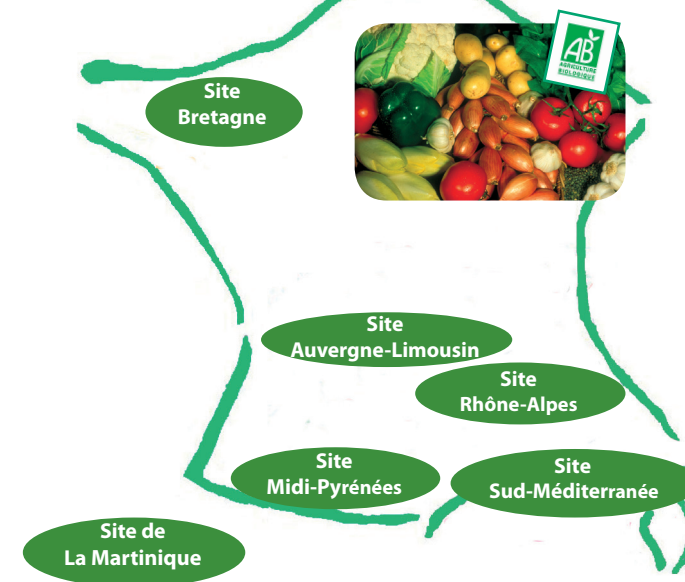 AB
AGRICULTURE
BIOLOGIQUE
Site
Bretagne
Site
Auvergne-Limousin
Site
Rhône-Alpes
Site
Midi-Pyrénées
Site
Sud-Méditerranée
Site de
La Martinique